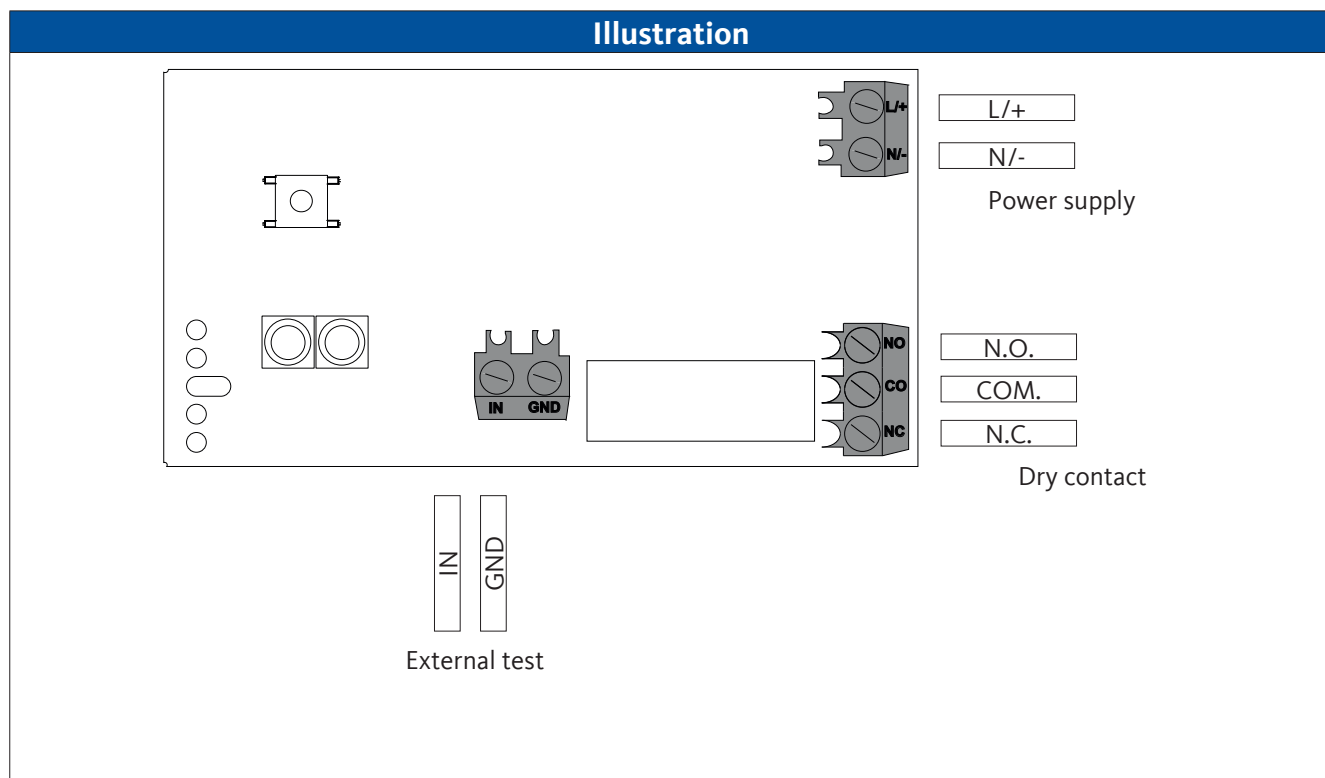 Illustration
L/+ L/+
N/- N/-
Power supply
NO N.O.
CO COM.
NC N.C.
IN GND
Dry contact
IN GND
External test